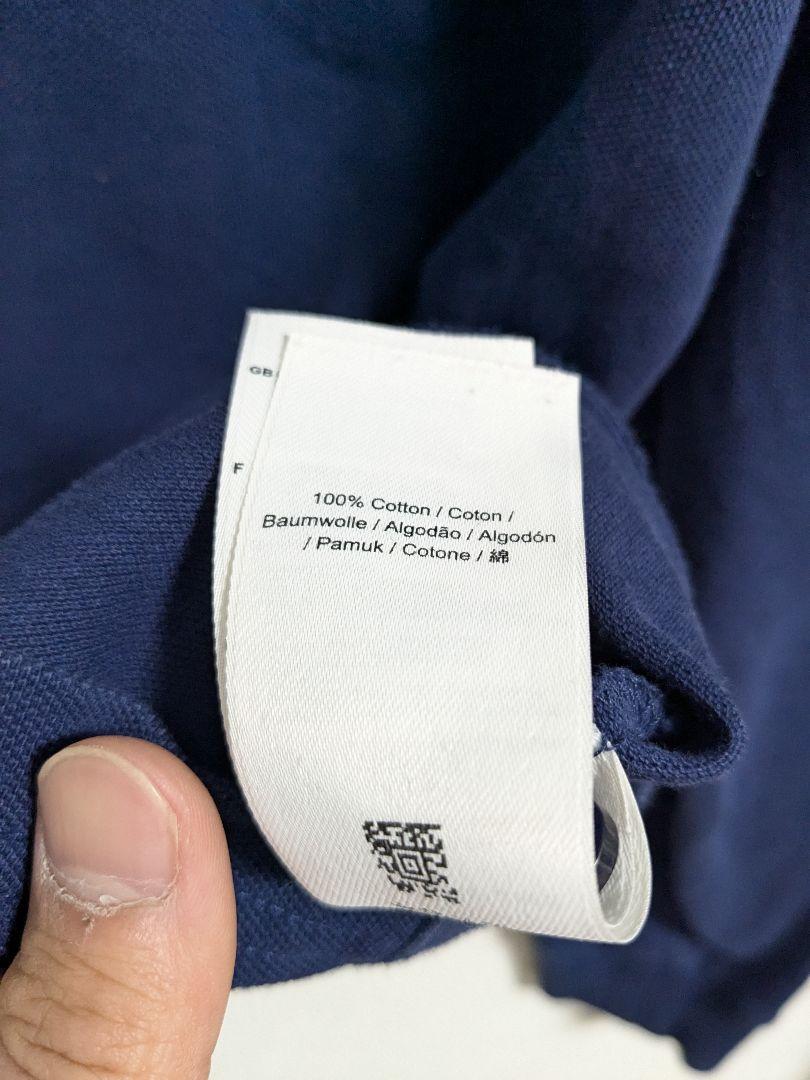 GB
F
100% Cotton / Coton /
Baumwolle / Algodão / Algodón
/ Pamuk / Cotone / 綿